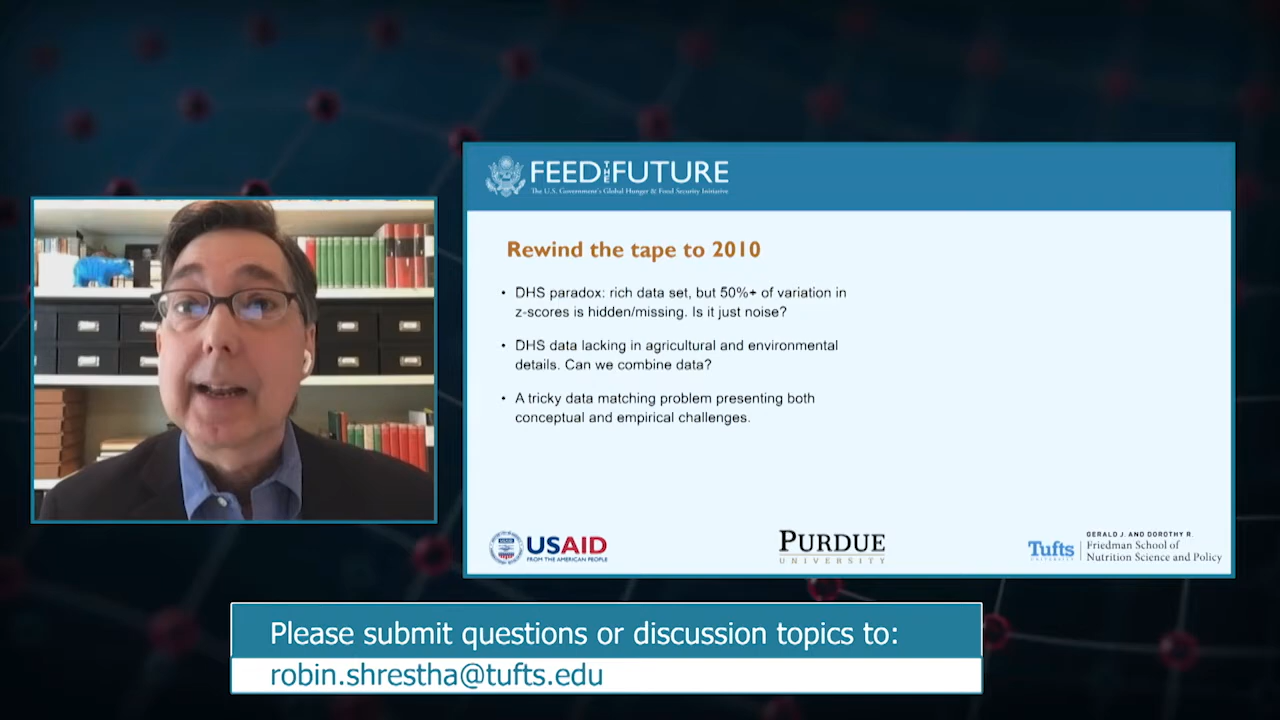 FEED THE FUTURE
The U.S. Government's Global Hunger & Food Security Initiative
Rewind the tape to 2010
• DHS paradox: rich data set, but 50%+ of variation in
z-scores is hidden/missing. Is it just noise?
• DHS data lacking in agricultural and environmental
details. Can we combine data?
• A tricky data matching problem presenting both
conceptual and empirical challenges.
USAID
FROM THE AMERICAN PEOPLE
PURDUE
UNIVERSITY
Tufts
UNIVERSITY
GERALD J. AND DOROTHY R.
Friedman School of
Nutrition Science and Policy
Please submit questions or discussion topics to:
robin.shrestha@tufts.edu